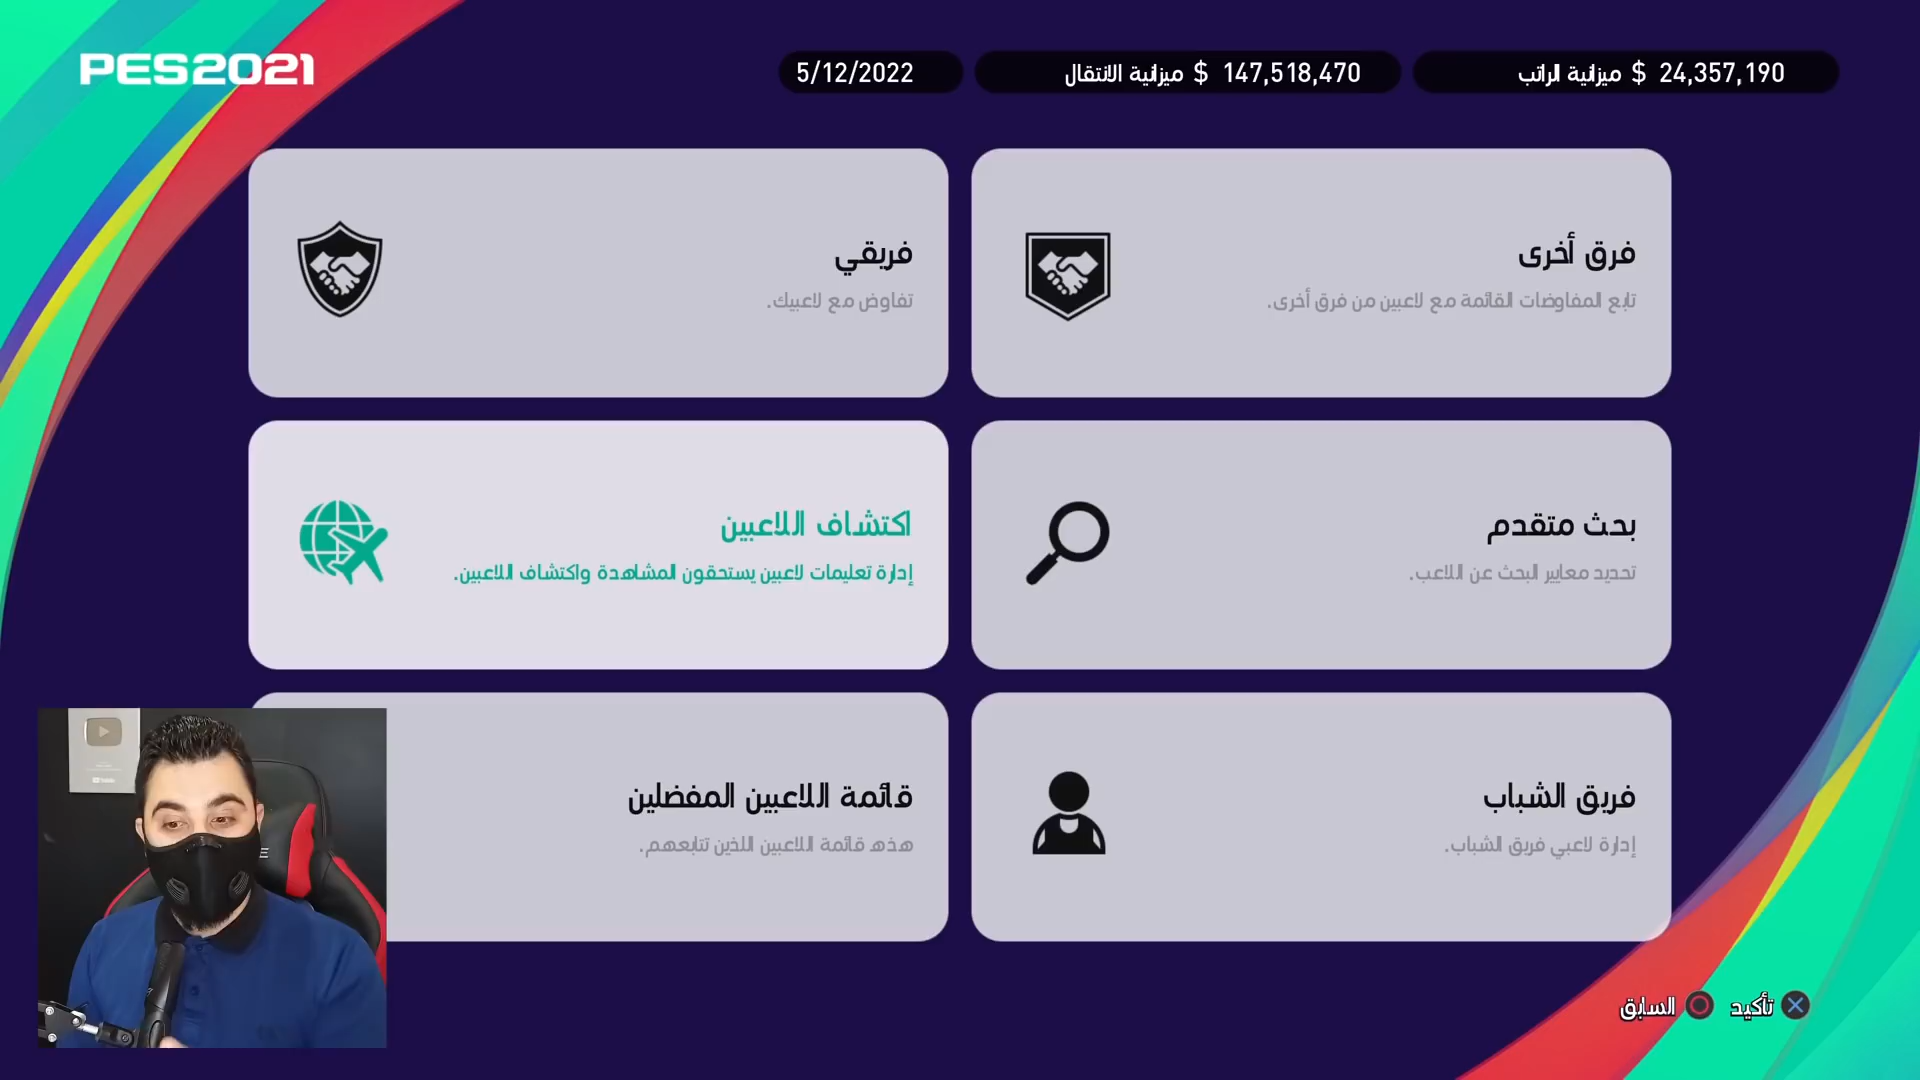 PES2021
5/12/2022
ميزانية الانتقال $ 147,518,470
ميزانية الراتب $ 24,357,190
فرق أخرى
تابع المفاوضات القائمة مع لاعبين من فرق أخرى.
فريقي
تفاوض مع لاعبيك.
بحث متقدم
تحديد معايير البحث عن اللاعب.
اكتشاف اللاعبين
إدارة تعليمات لاعبين يستحقون المشاهدة واكتشاف اللاعبين.
فريق الشباب
إدارة لاعبي فريق الشباب.
قائمة اللاعبين المفضلين
هذه قائمة اللاعبين اللذين تتابعهم.
تأكيد
السابق